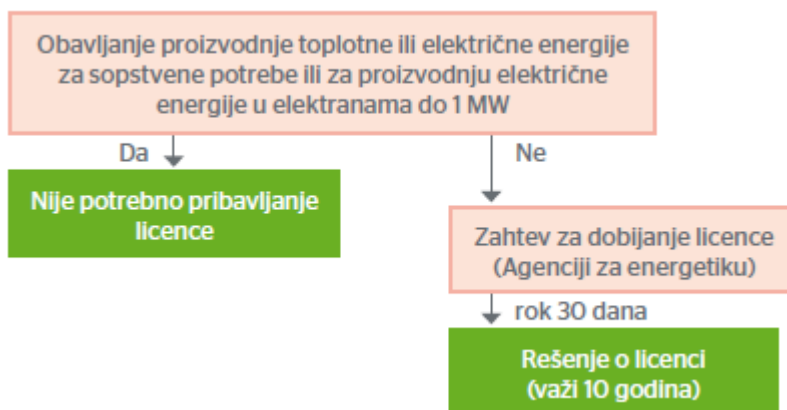 Obavljanje proizvodnje toplotne ili električne energije
za sopstvene potrebe ili za proizvodnju električne
energije u elektranama do 1 MW
Da
Ne
Nije potrebno pribavljanje
licence
Zahtev za dobijanje licence
(Agenciji za energetiku)
rok 30 dana
Rešenje o licenci
(važi 10 godina)